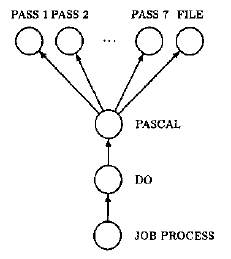 PASS 1 PASS 2 ... PASS 7 FILE
PASCAL
DO
JOB PROCESS